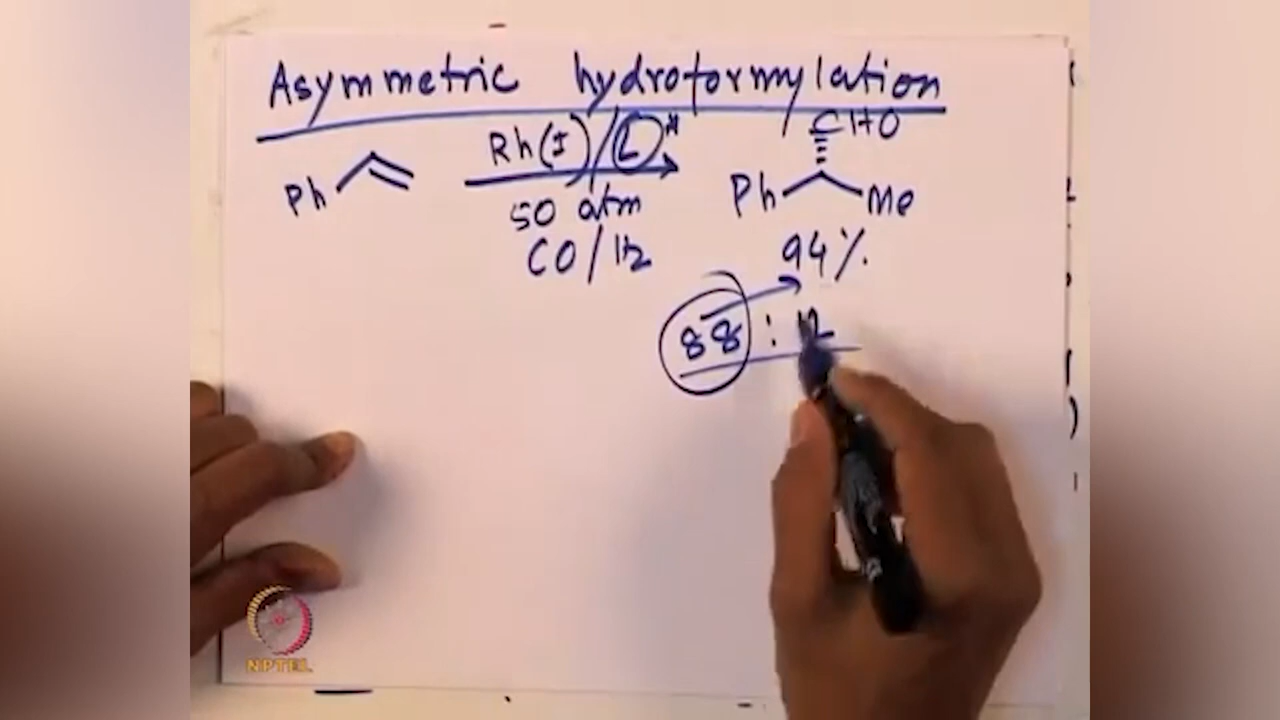 Asymmetric hydroformylation
Rh(I)/L*
CHO
Ph
Ph
Me
50 atm
CO/H2
94%
88 : 12
NPTEL